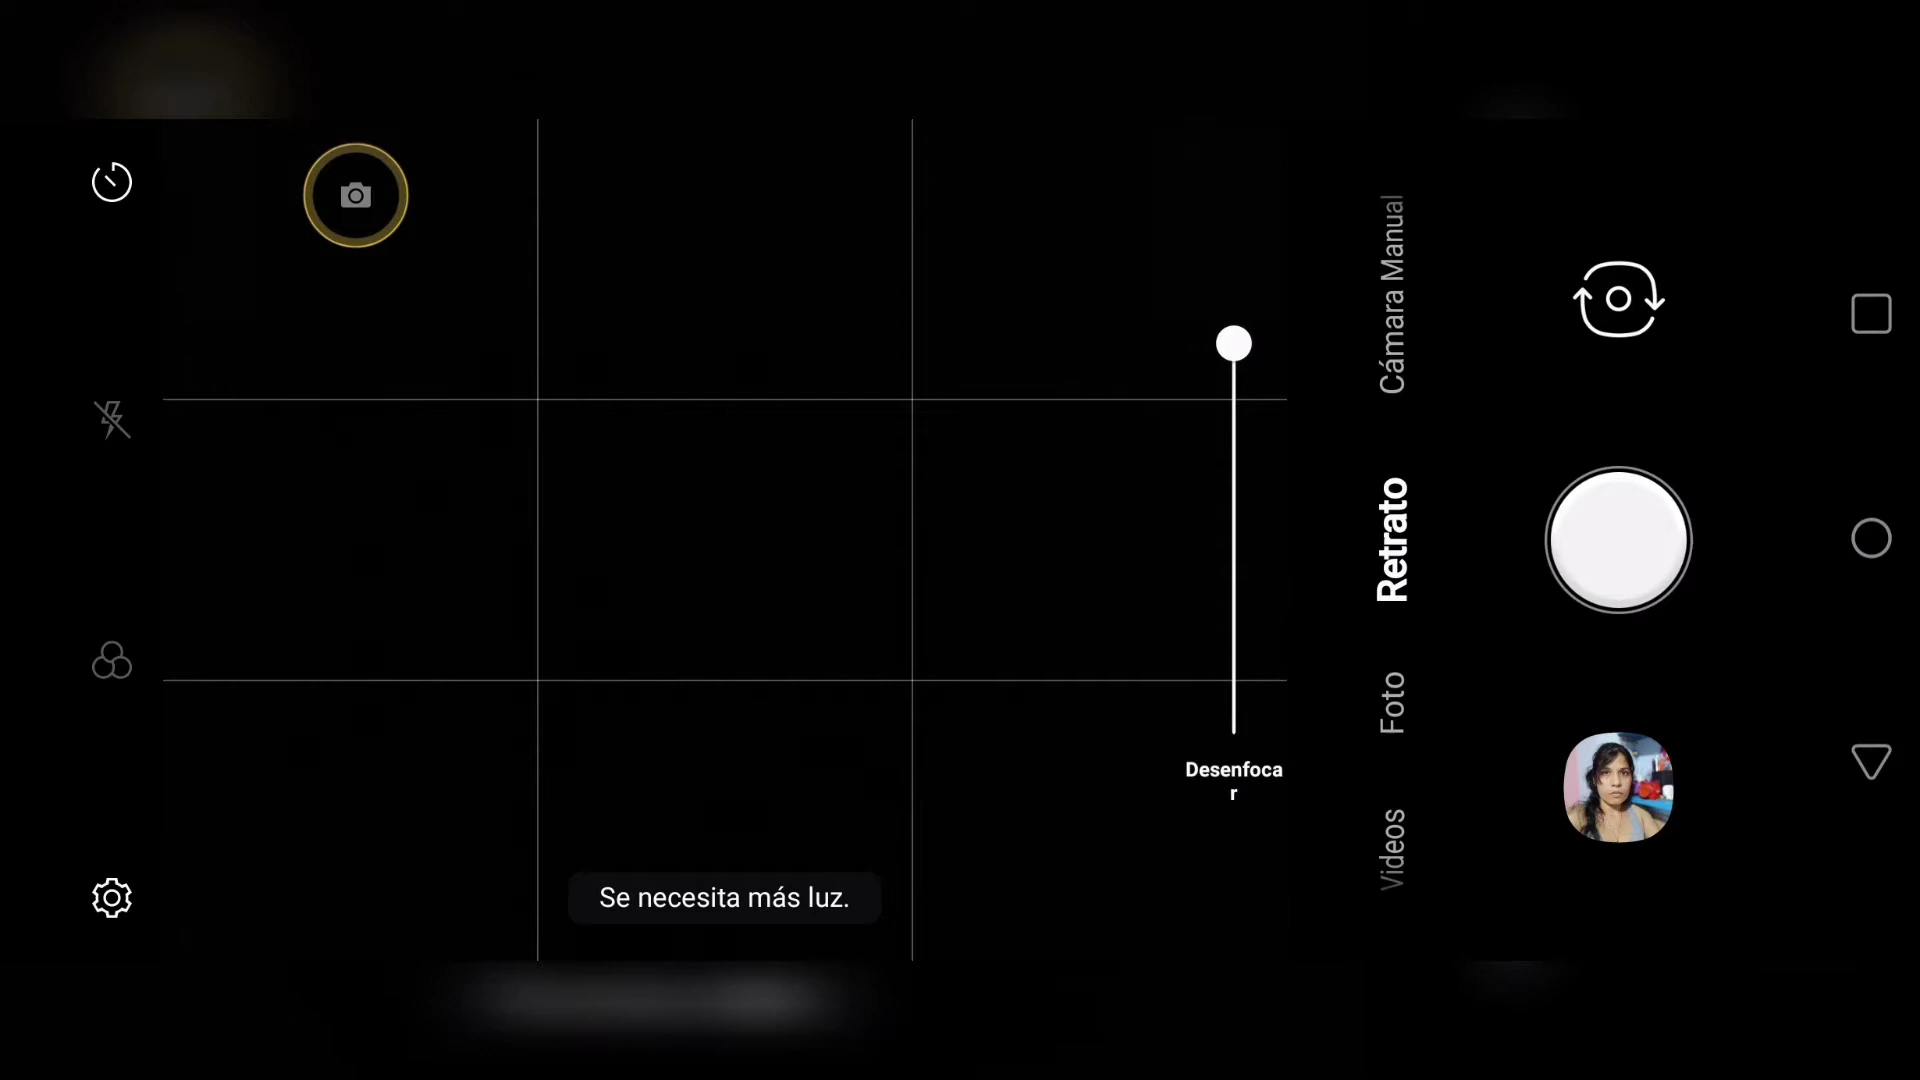 Cámara Manual
Retrato
Foto
Videos
Desenfoca
r
Se necesita más luz.